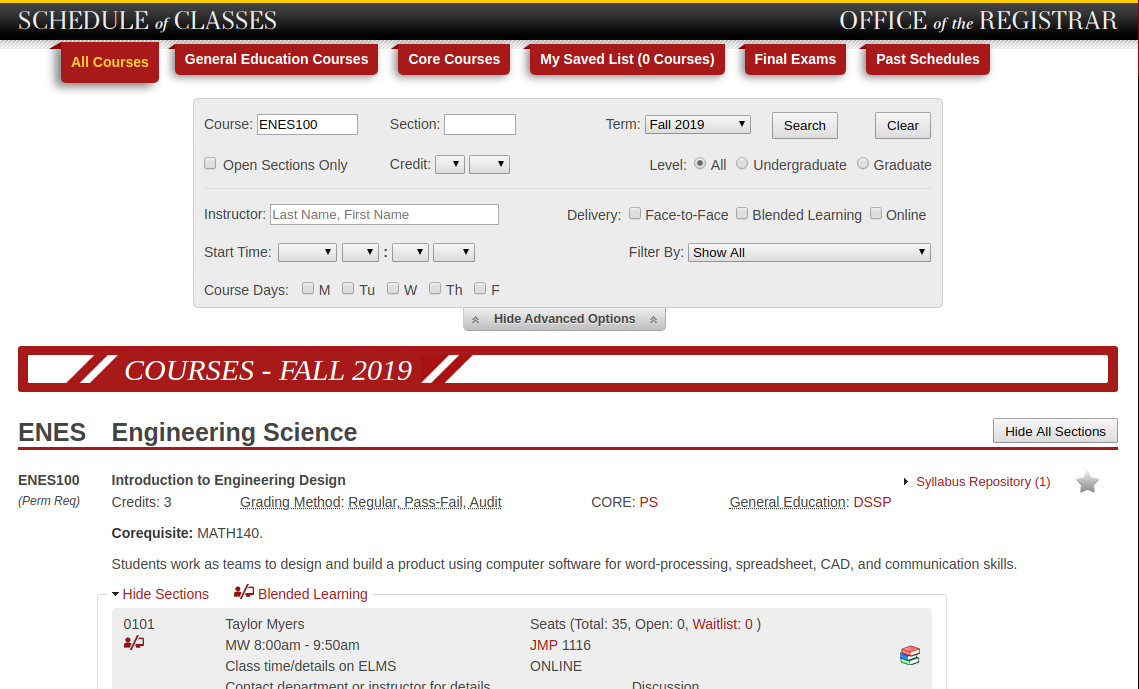 SCHEDULE of CLASSES OFFICE of the REGISTRAR
All Courses General Education Courses Core Courses My Saved List (0 Courses) Final Exams Past Schedules
Course: ENES100 Section: Term: Fall 2019 Search Clear
Open Sections Only Credit: Level: All Undergraduate Graduate
Instructor: Last Name, First Name Delivery: Face-to-Face Blended Learning Online
Start Time: : Filter By: Show All
Course Days: M Tu W Th F
Hide Advanced Options
COURSES - FALL 2019
ENES Engineering Science Hide All Sections
ENES100 Introduction to Engineering Design Syllabus Repository (1)
(Perm Req) Credits: 3 Grading Method: Regular, Pass-Fail, Audit CORE: PS General Education: DSSP
Corequisite: MATH140.
Students work as teams to design and build a product using computer software for word-processing, spreadsheet, CAD, and communication skills.
Hide Sections Blended Learning
0101 Taylor Myers Seats (Total: 35, Open: 0, Waitlist: 0 )
MW 8:00am - 9:50am JMP 1116
Class time/details on ELMS ONLINE
Contact department or instructor for details Discussion